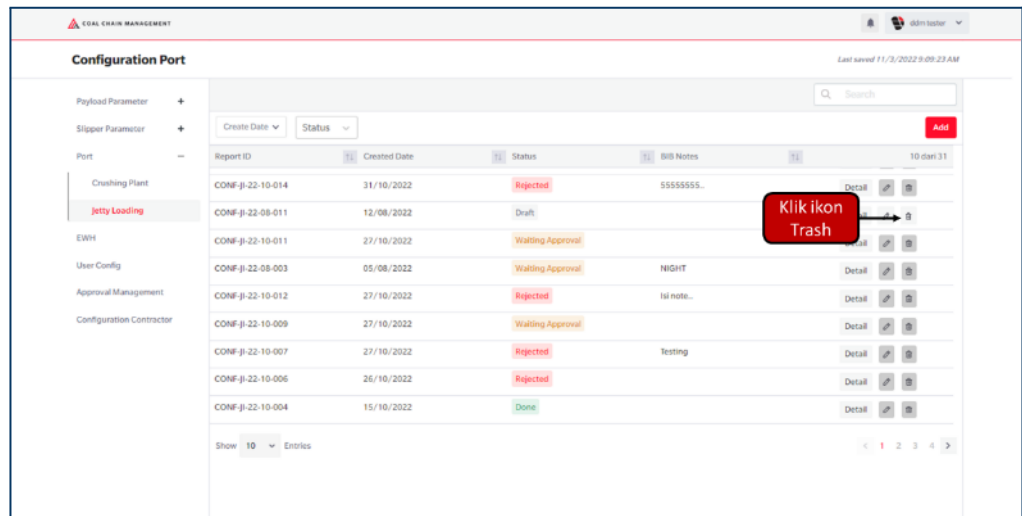 COAL CHAIN MANAGEMENT
ddm tester
Configuration Port
Last saved 11/3/2022 9:09:23 AM
Payload Parameter +
Search
Slipper Parameter +
Create Date Status
Add
Port −
Report ID Created Date Status BIB Notes 10 dari 31
Crushing Plant
CONF-JI-22-10-014 31/10/2022 Rejected 55555555.. Detail
Jetty Loading
CONF-JI-22-08-011 12/08/2022 Draft
Klik ikon
Trash
EWH
CONF-JI-22-10-011 27/10/2022 Waiting Approval
User Config
CONF-JI-22-08-003 05/08/2022 Waiting Approval NIGHT Detail
Approval Management
CONF-JI-22-10-012 27/10/2022 Rejected Isi note.. Detail
Configuration Contractor
CONF-JI-22-10-009 27/10/2022 Waiting Approval Detail
CONF-JI-22-10-007 27/10/2022 Rejected Testing Detail
CONF-JI-22-10-006 26/10/2022 Rejected Detail
CONF-JI-22-10-004 15/10/2022 Done Detail
Show 10 Entries
< 1 2 3 4 >